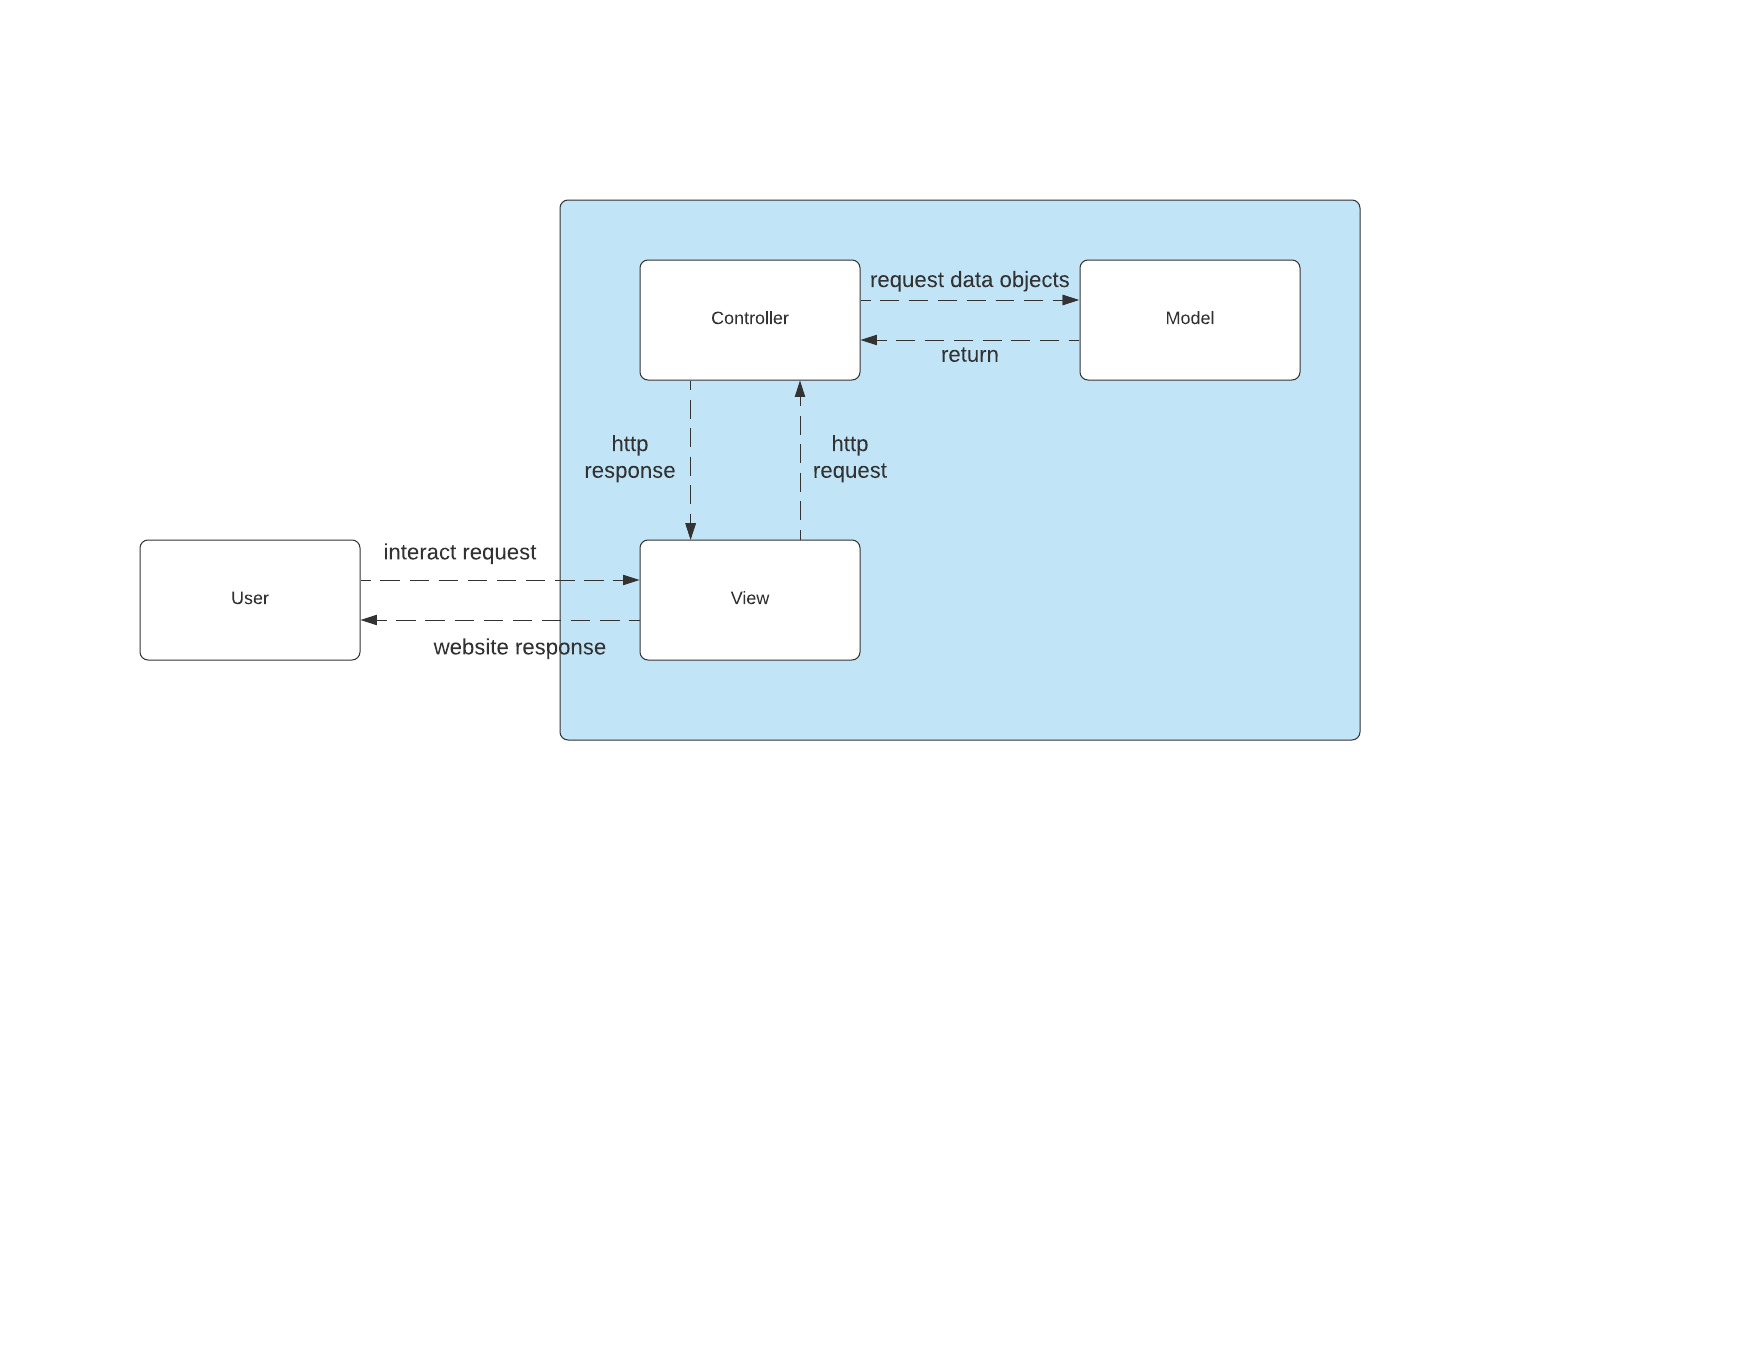 request data objects
Controller
Model
return
http
response
http
request
interact request
User
View
website response